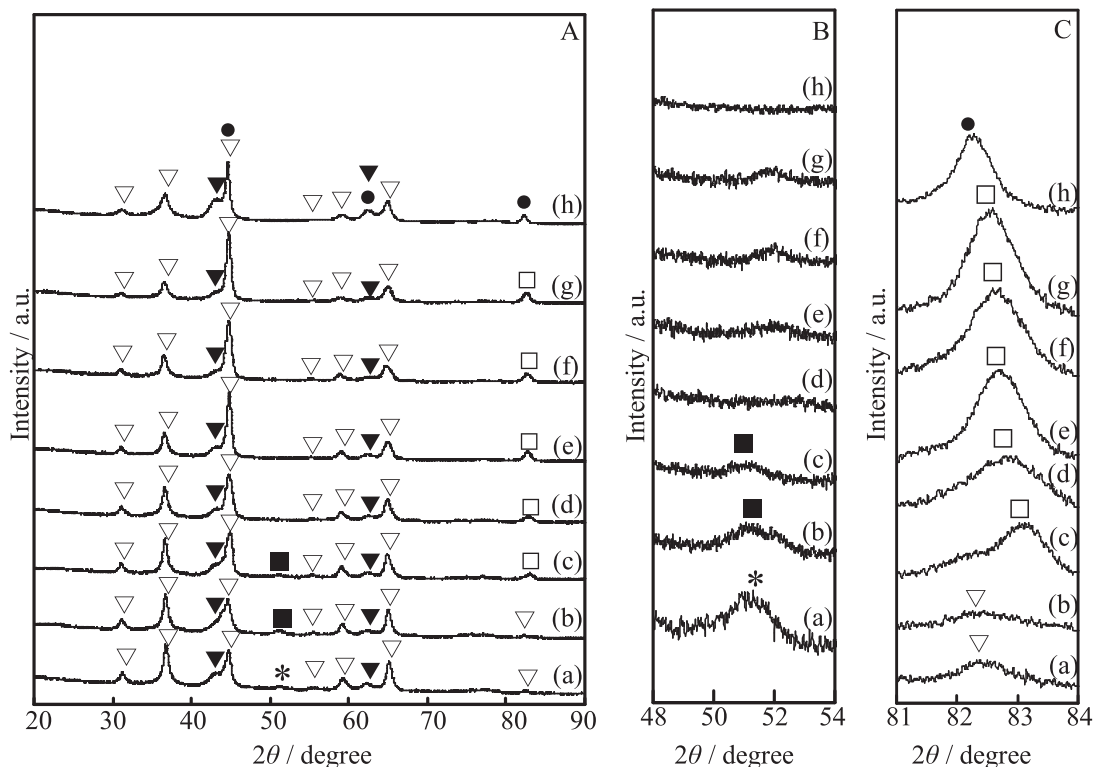 A
(h)
(g)
(f)
(e)
(d)
(c)
(b)
*
(a)
Intensity / a.u.
20 30 40 50 60 70 80 90
2θ / degree
B
(h)
(g)
(f)
(e)
(d)
(c)
(b)
*
(a)
Intensity / a.u.
48 50 52 54
2θ / degree
C
(h)
(g)
(f)
(e)
(d)
(c)
(b)
(a)
Intensity / a.u.
81 82 83 84
2θ / degree